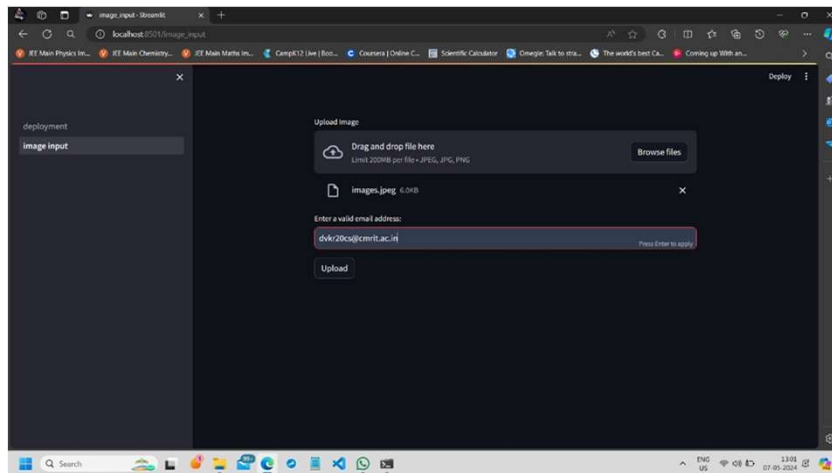 image_input · Streamlit
localhost:8501/image_input
JEE Main Physics Im...
JEE Main Chemistry...
JEE Main Maths Im...
CampK12 Live | Boo...
Coursera | Online C...
Scientific Calculator
Omegle: Talk to stra...
The world's best Ca...
Coming up With an...
Deploy
deployment
image input
Upload Image
Drag and drop file here
Limit 200MB per file • JPEG, JPG, PNG
Browse files
images.jpeg 6.0KB
Enter a valid email address:
dvkr20cs@cmrit.ac.in
Press Enter to apply
Upload
Search
99+
ENG
US
13:01
07-05-2024